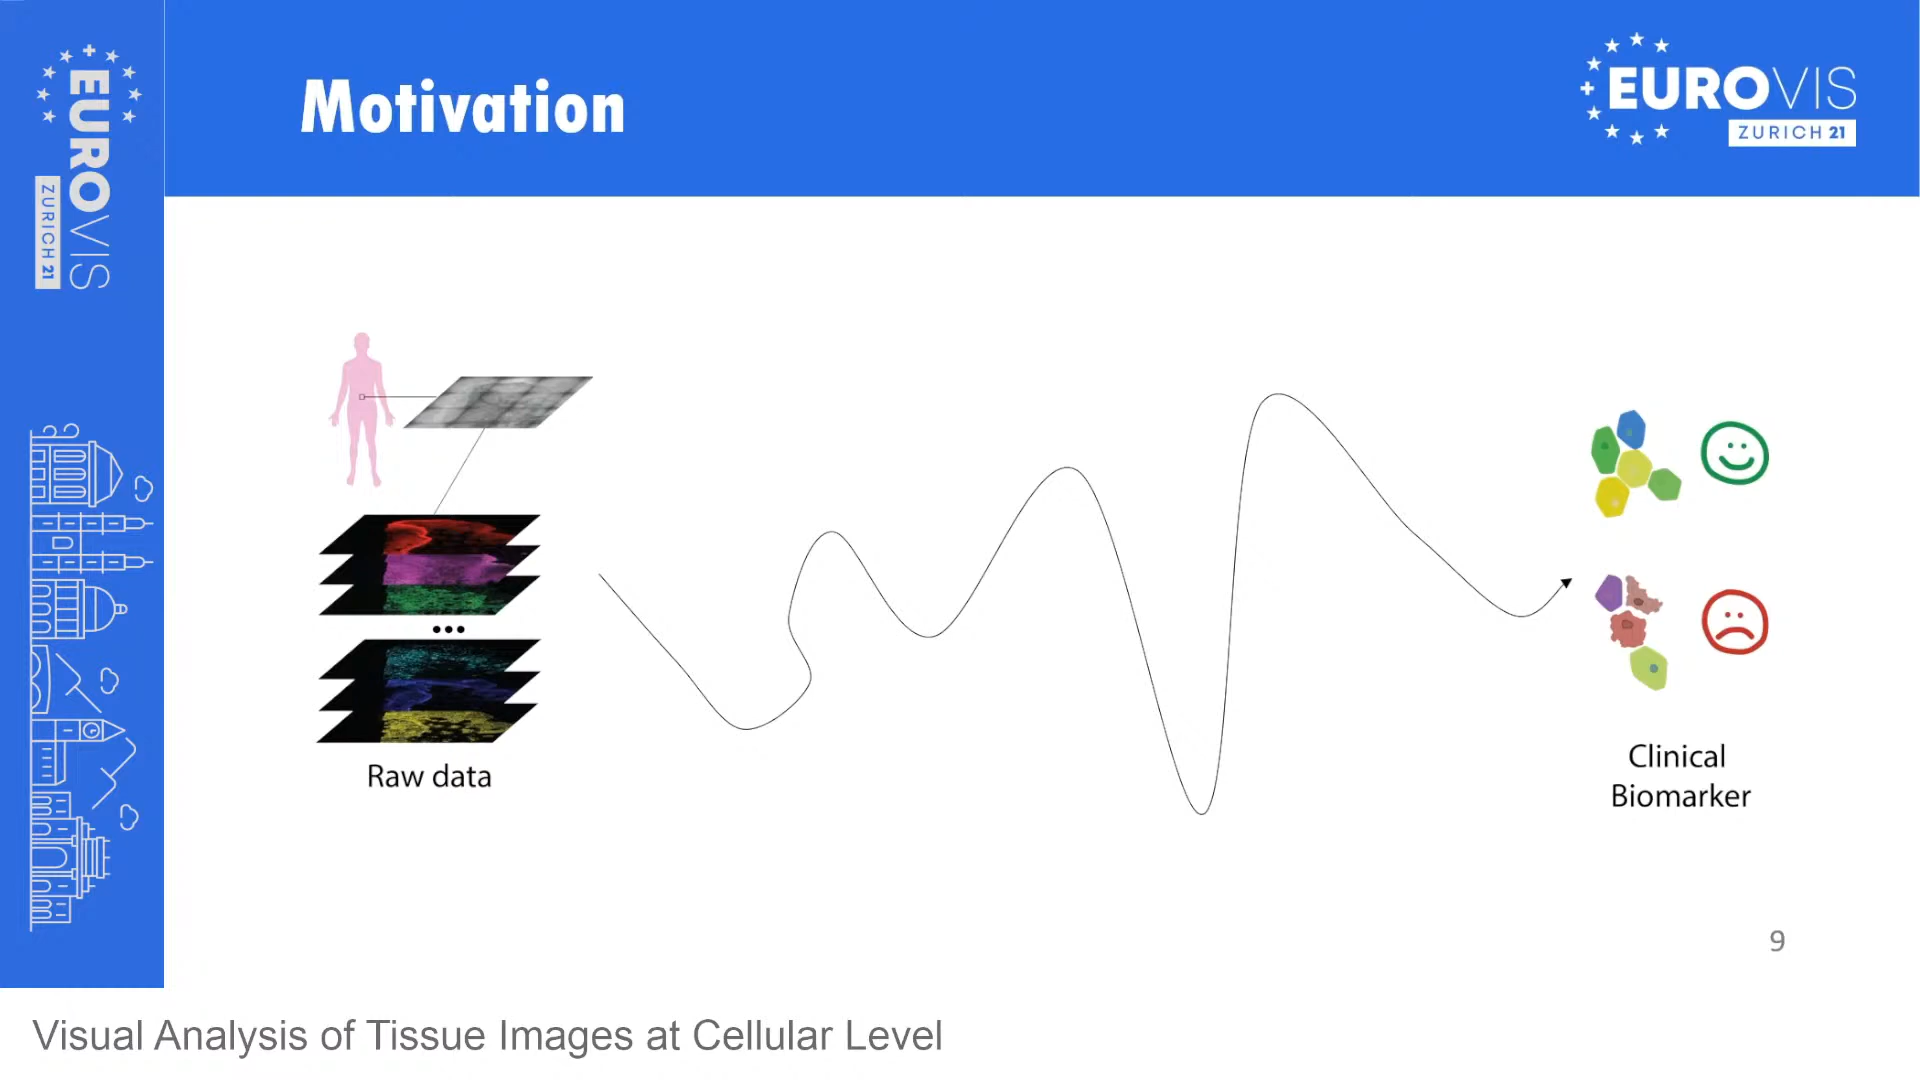 EUROVIS
ZURICH 21
Motivation
EUROVIS
ZURICH 21
Raw data
Clinical
Biomarker
9
Visual Analysis of Tissue Images at Cellular Level